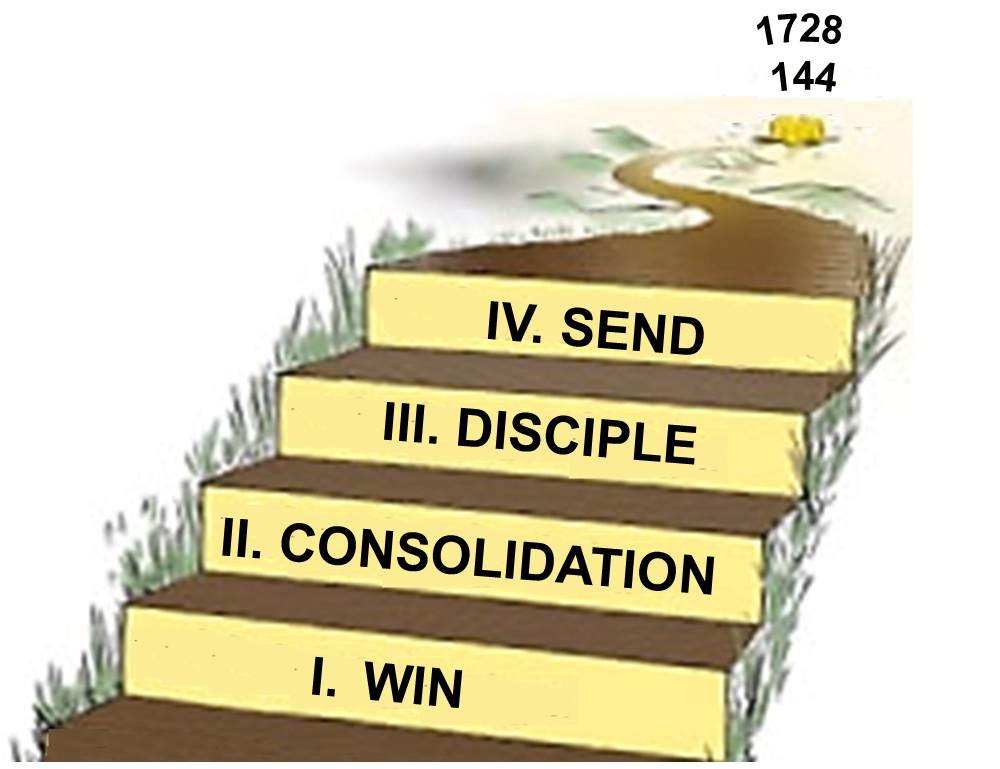 1728
144
IV. SEND
III. DISCIPLE
II. CONSOLIDATION
I. WIN